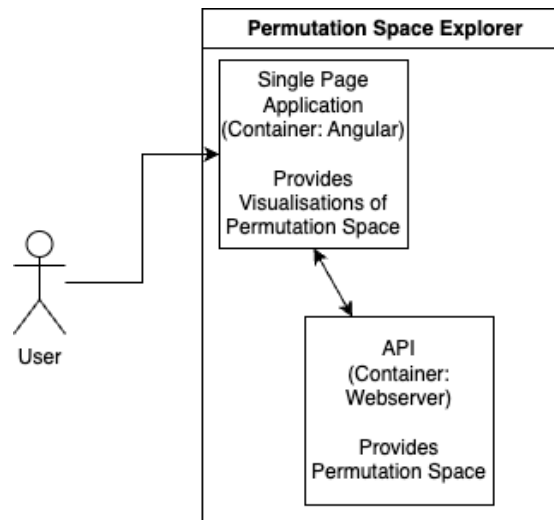 Permutation Space Explorer
Single Page
Application
(Container: Angular)
Provides
Visualisations of
Permutation Space
User
API
(Container:
Webserver)
Provides
Permutation Space